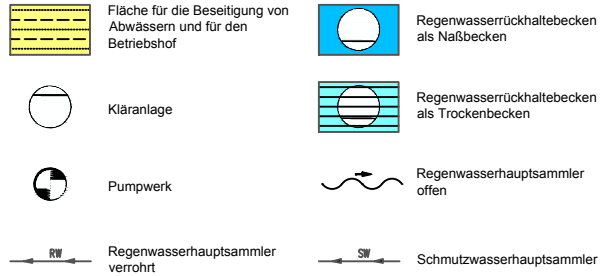 Fläche für die Beseitigung von
Abwässern und für den
Betriebshof
Regenwasserrückhaltebecken
als Naßbecken
Kläranlage
Regenwasserrückhaltebecken
als Trockenbecken
Pumpwerk
Regenwasserhauptsammler
offen
RW
Regenwasserhauptsammler
verrohrt
SW
Schmutzwasserhauptsammler